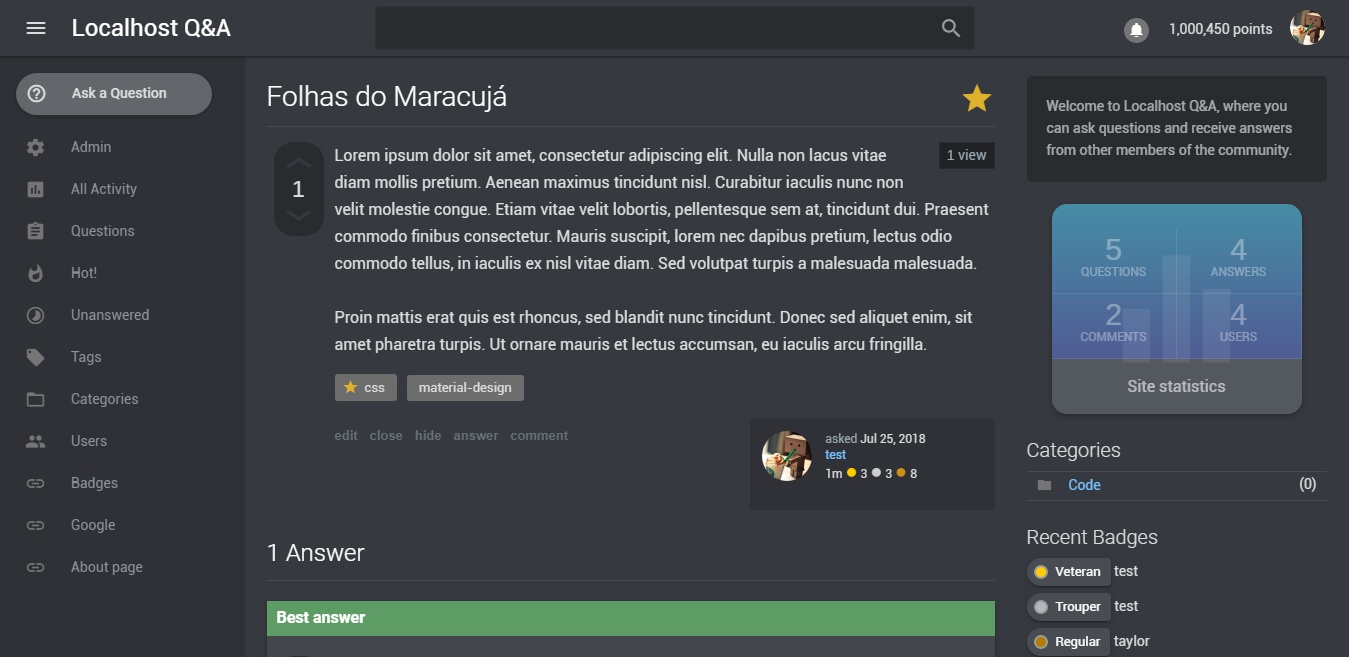 Localhost Q&A
1,000,450 points
Ask a Question
Admin
All Activity
Questions
Hot!
Unanswered
Tags
Categories
Users
Badges
Google
About page
Folhas do Maracujá
1
1 view
Lorem ipsum dolor sit amet, consectetur adipiscing elit. Nulla non lacus vitae
diam mollis pretium. Aenean maximus tincidunt nisl. Curabitur iaculis nunc non
velit molestie congue. Etiam vitae velit lobortis, pellentesque sem at, tincidunt dui. Praesent
commodo finibus consectetur. Mauris suscipit, lorem nec dapibus pretium, lectus odio
commodo tellus, in iaculis ex nisl vitae diam. Sed volutpat turpis a malesuada malesuada.
Proin mattis erat quis est rhoncus, sed blandit nunc tincidunt. Donec sed aliquet enim, sit
amet pharetra turpis. Ut ornare mauris et lectus accumsan, eu iaculis arcu fringilla.
css material-design
edit close hide answer comment
asked Jul 25, 2018
test
1m 3 3 8
1 Answer
Best answer
Welcome to Localhost Q&A, where you
can ask questions and receive answers
from other members of the community.
5 4
QUESTIONS ANSWERS
2 4
COMMENTS USERS
Site statistics
Categories
Code (0)
Recent Badges
Veteran test
Trouper test
Regular taylor